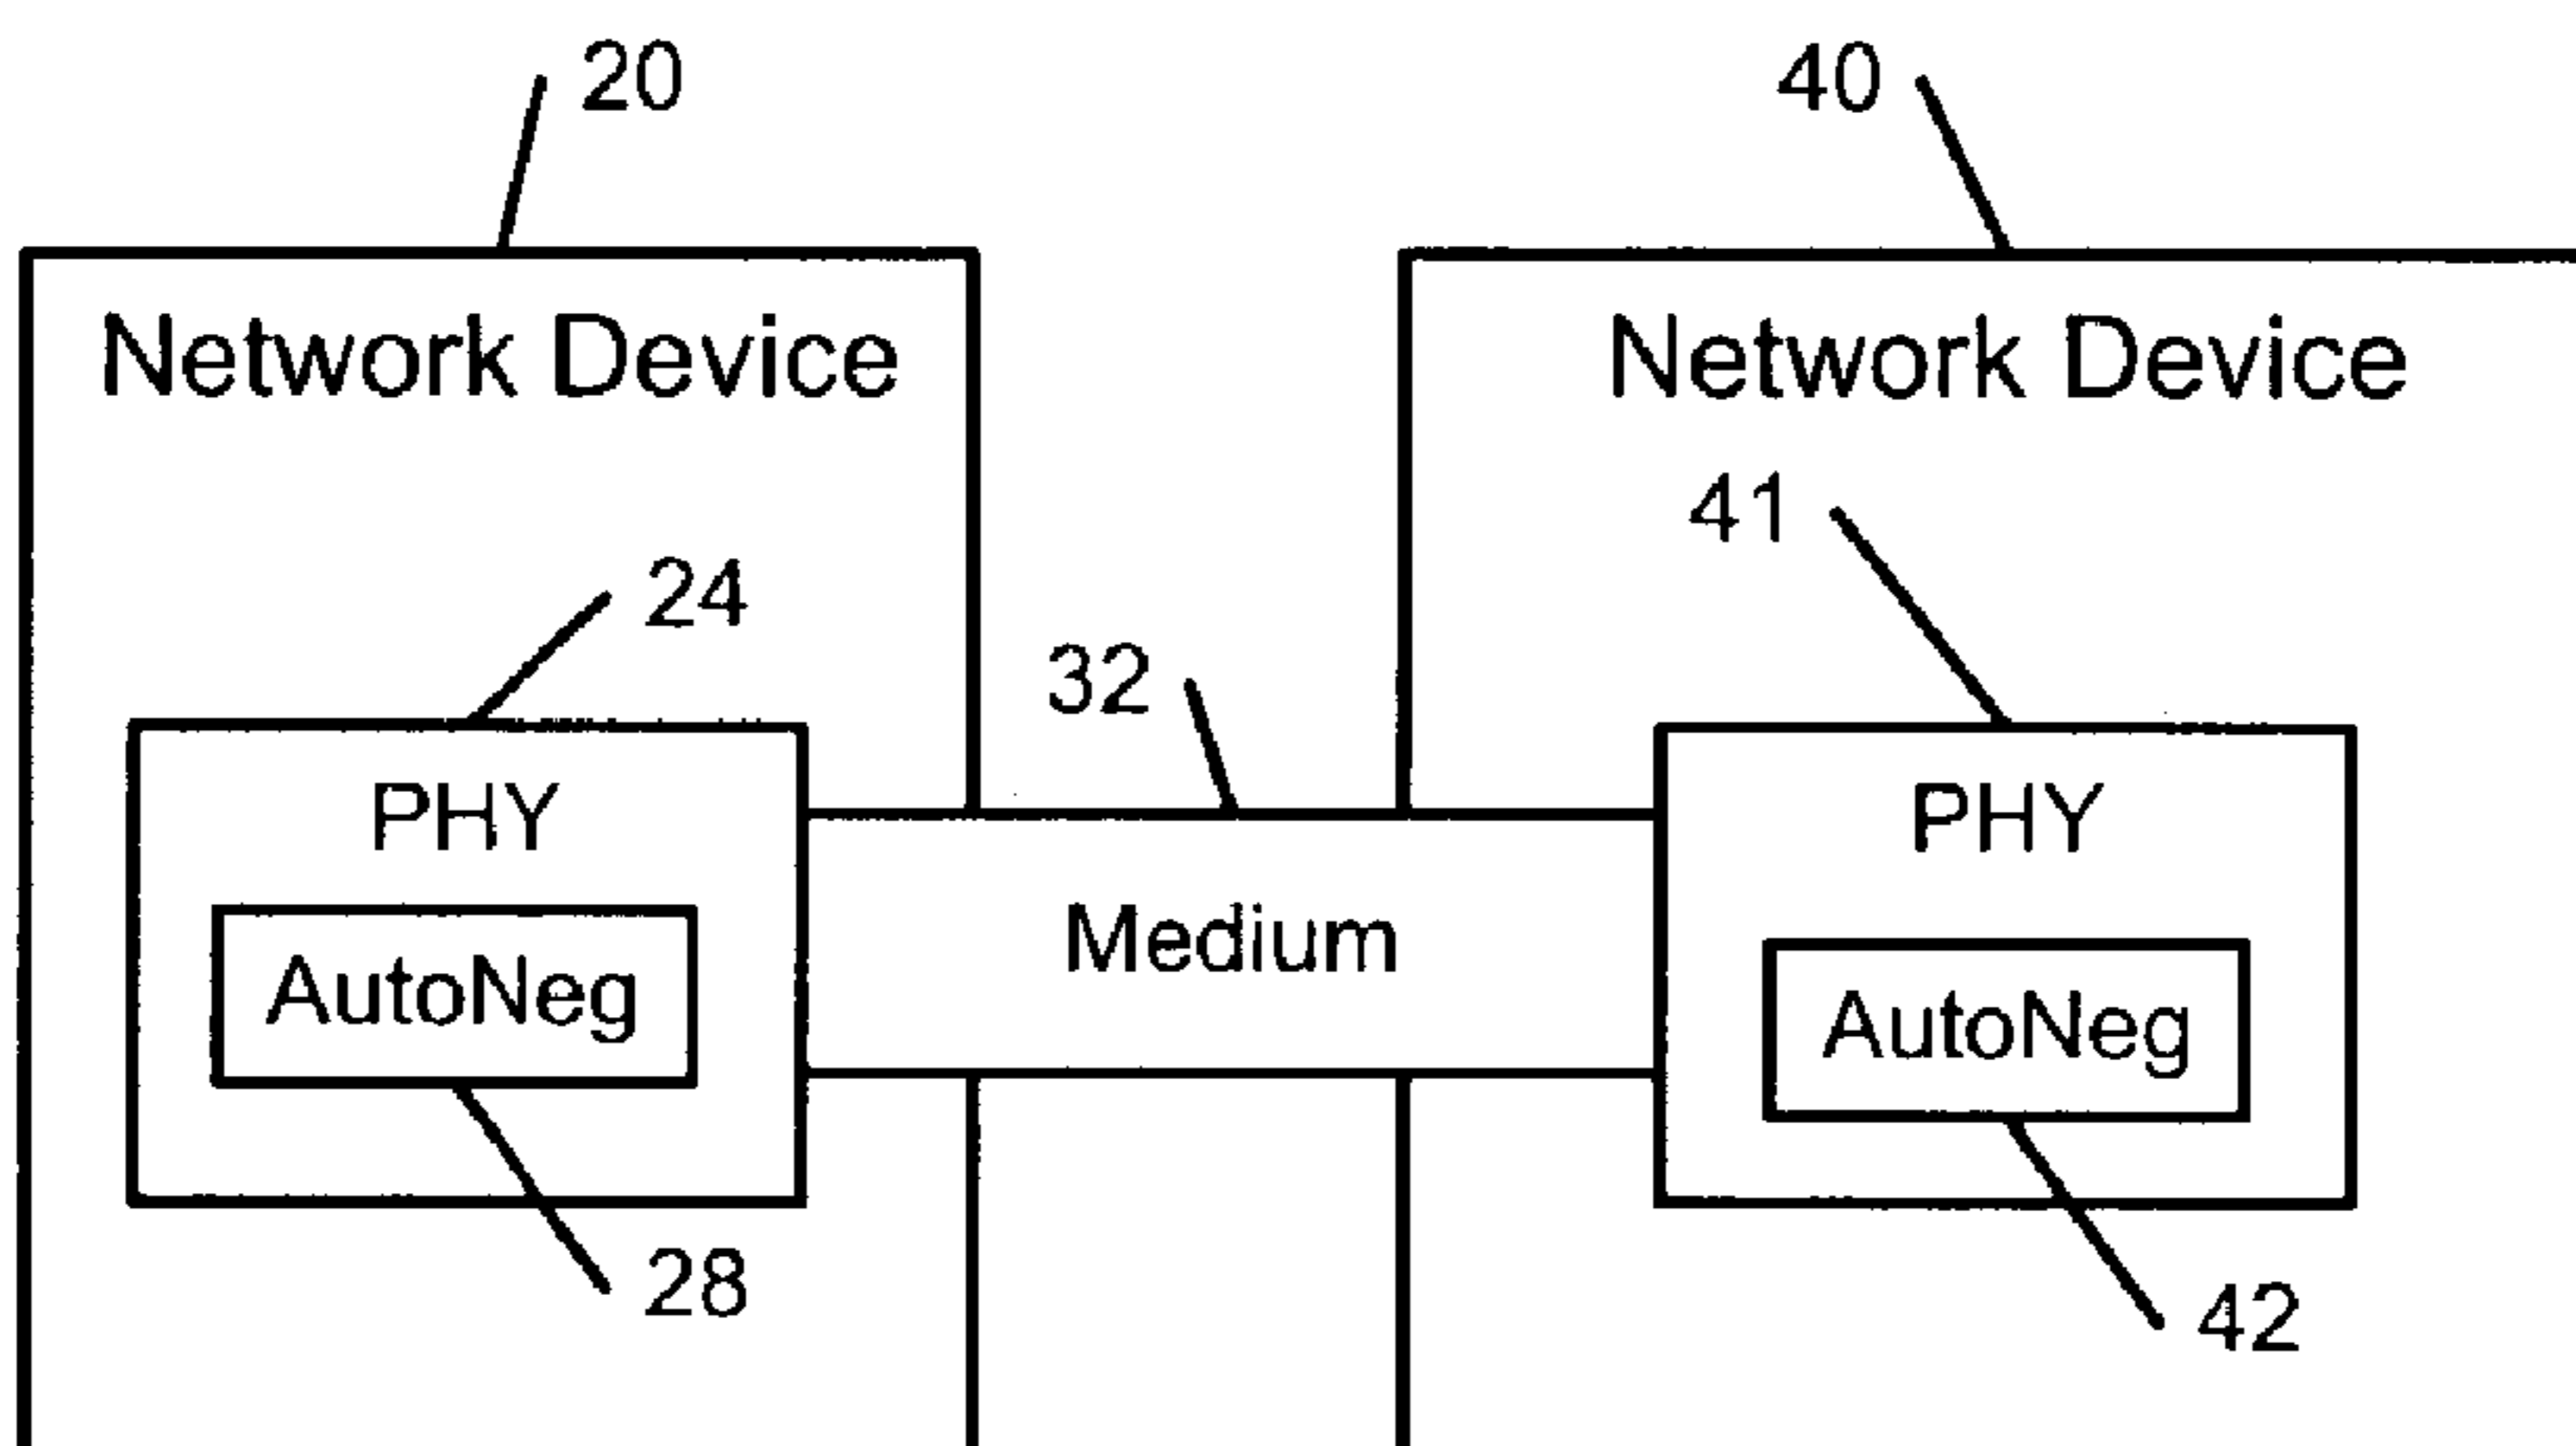 20
40
Network Device
Network Device
41
24
32
PHY
PHY
Medium
AutoNeg
AutoNeg
28
42